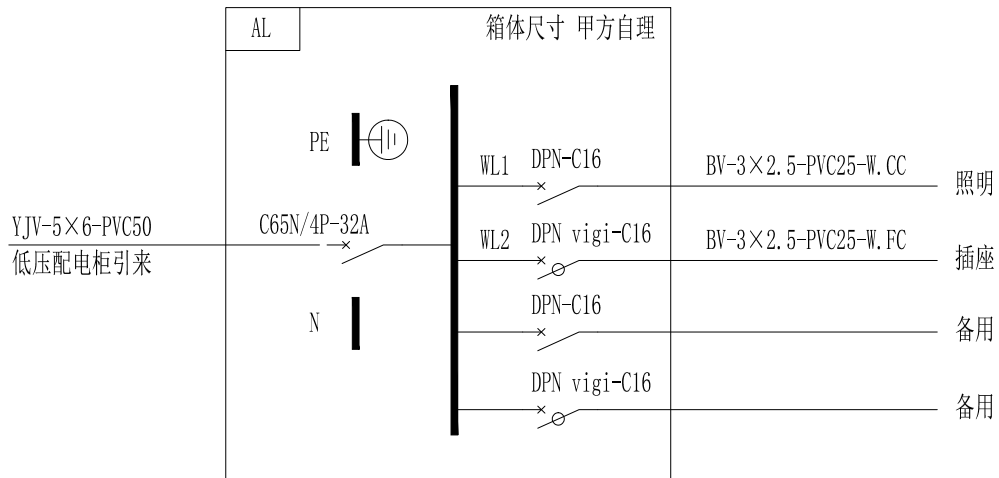 AL
箱体尺寸 甲方自理
PE
WL1
DPN-C16
BV-3×2.5-PVC25-W.CC
照明
YJV-5×6-PVC50
低压配电柜引来
C65N/4P-32A
WL2
DPN vigi-C16
BV-3×2.5-PVC25-W.FC
插座
N
DPN-C16
备用
DPN vigi-C16
备用